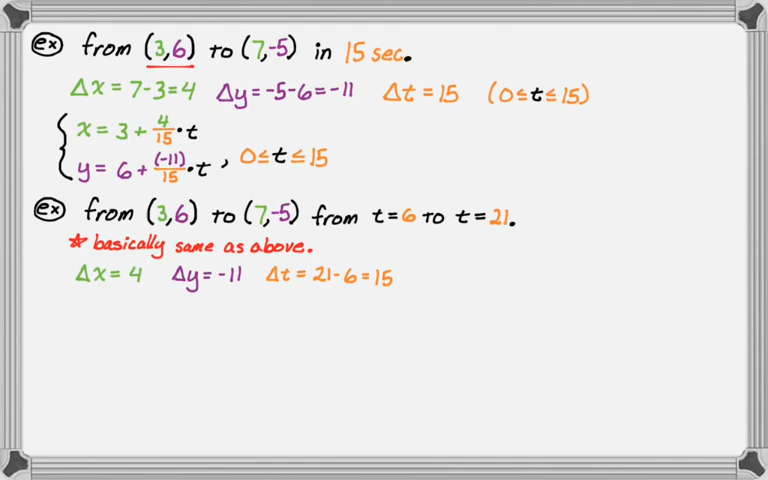 ex from (3,6) to (7,-5) in 15 sec.
Δx = 7-3=4 Δy = -5-6=-11 Δt = 15 (0≤t≤15)
x = 3 + 4/15 • t
y = 6 + (-11)/15 • t , 0≤t≤15
ex from (3,6) to (7,-5) from t=6 to t=21.
* basically same as above.
Δx = 4 Δy = -11 Δt = 21-6=15